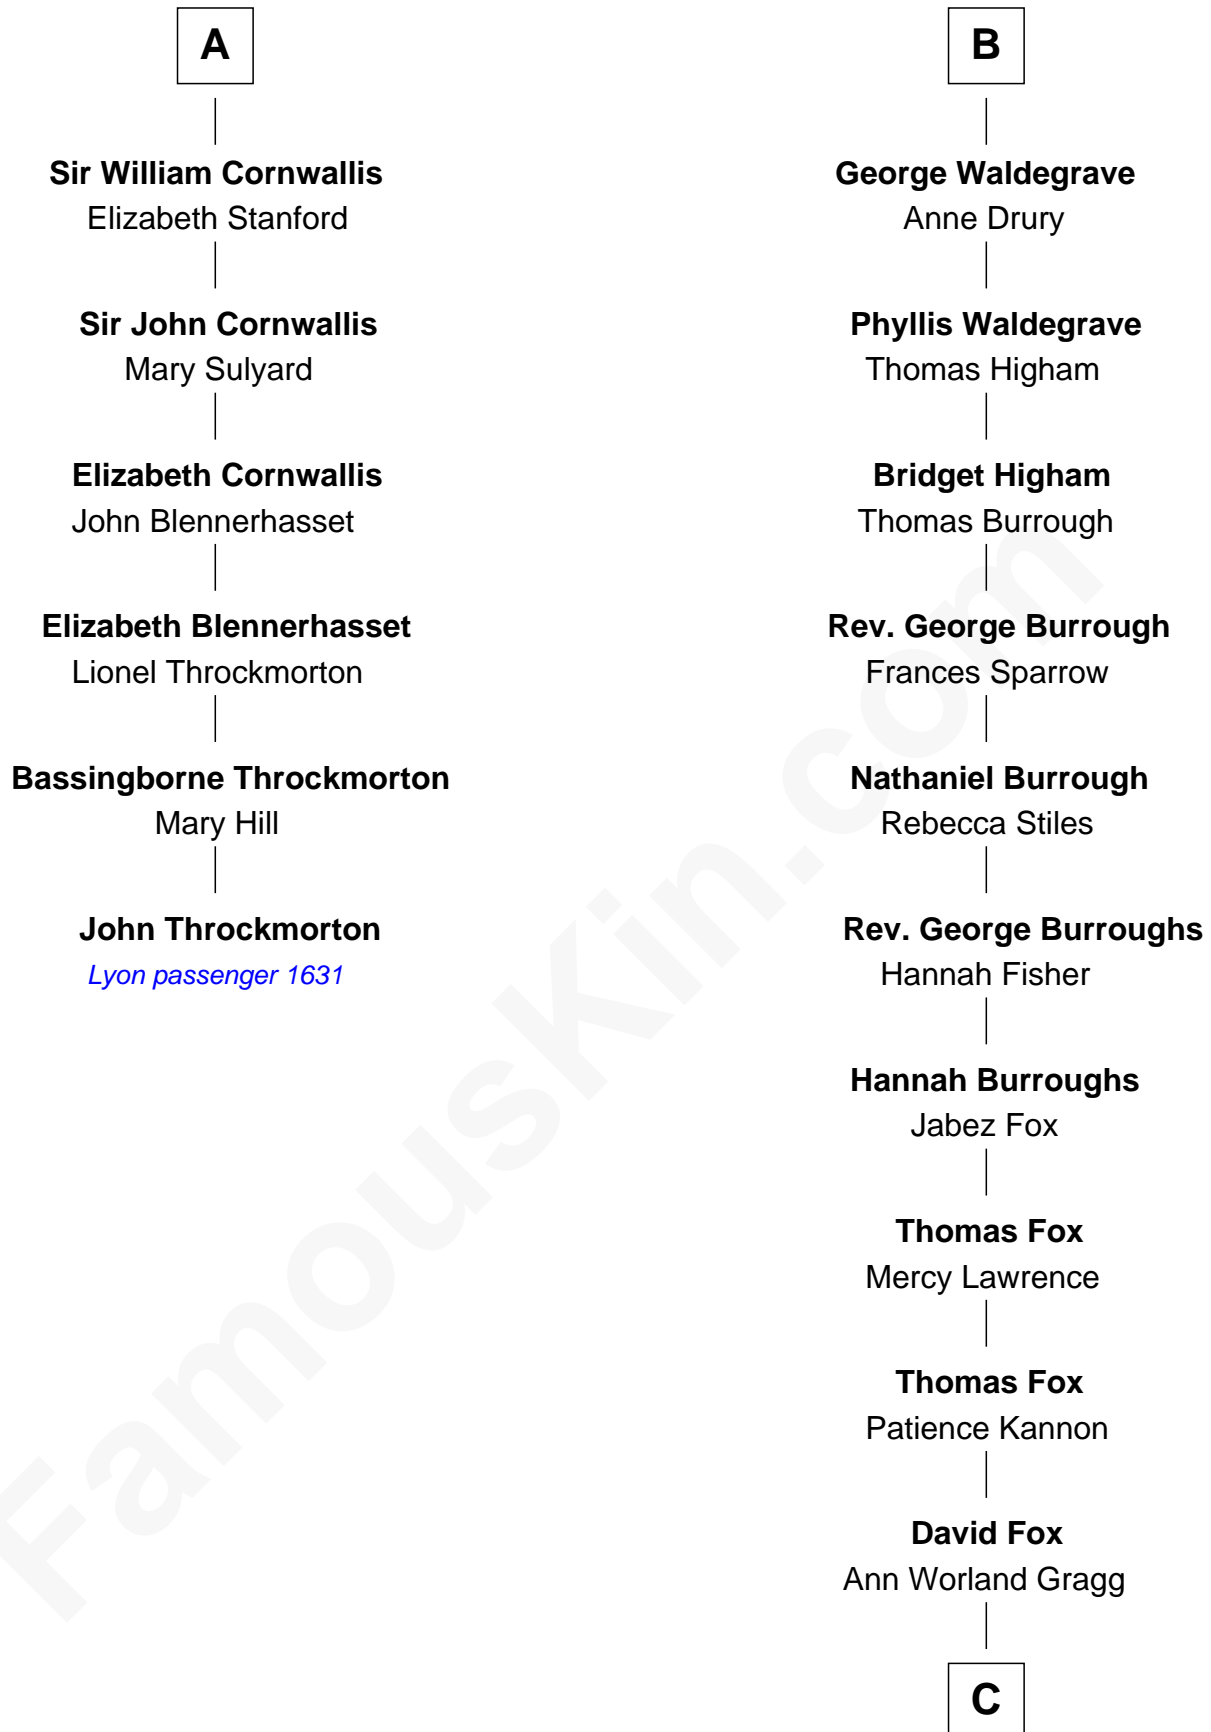 A
Sir William Cornwallis
Elizabeth Stanford
Sir John Cornwallis
Mary Sulyard
Elizabeth Cornwallis
John Blennerhasset
Elizabeth Blennerhasset
Lionel Throckmorton
Bassingborne Throckmorton
Mary Hill
John Throckmorton
Lyon passenger 1631
B
George Waldegrave
Anne Drury
Phyllis Waldegrave
Thomas Higham
Bridget Higham
Thomas Burrough
Rev. George Burrough
Frances Sparrow
Nathaniel Burrough
Rebecca Stiles
Rev. George Burroughs
Hannah Fisher
Hannah Burroughs
Jabez Fox
Thomas Fox
Mercy Lawrence
Thomas Fox
Patience Kannon
David Fox
Ann Worland Gragg
C
FamousKin.com